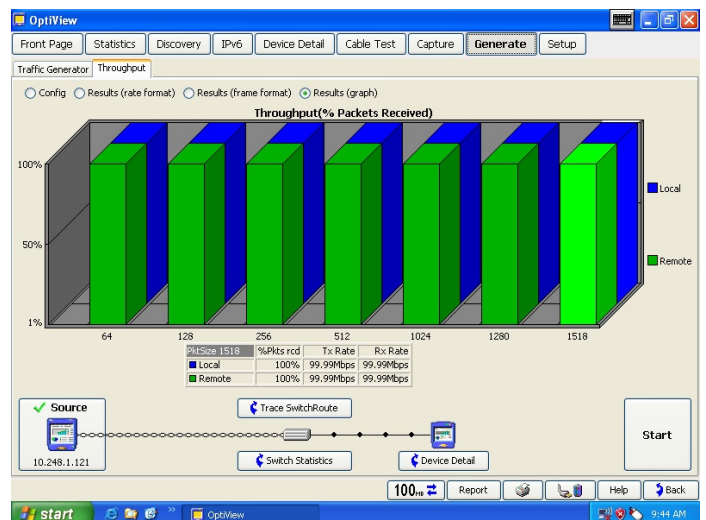 OptiView
Front Page Statistics Discovery IPv6 Device Detail Cable Test Capture Generate Setup
Traffic Generator Throughput
Config Results (rate format) Results (frame format) Results (graph)
Throughput(% Packets Received)
100%
50%
1%
Local
Remote
64 128 256 512 1024 1280 1518
PktSize 1518 %Pkts rcd Tx Rate Rx Rate
Local 100% 99.99Mbps 99.99Mbps
Remote 100% 99.99Mbps 99.99Mbps
Source
10.248.1.121
Trace SwitchRoute
Switch Statistics
Device Detail
Start
100MB Report Help Back
start OptiView 9:44 AM